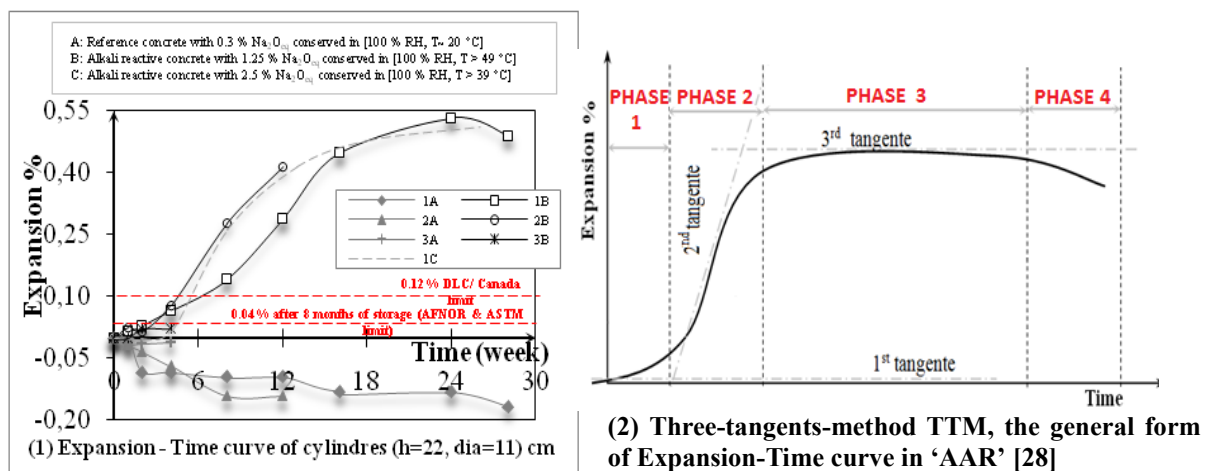 A: Reference concrete with 0.3 % Na₂Oeq conserved in [100 % RH, T~ 20 °C]
B: Alkali reactive concrete with 1.25 % Na₂Oeq conserved in [100 % RH, T > 49 °C]
C: Alkali reactive concrete with 2.5 % Na₂Oeq conserved in [100 % RH, T > 39 °C]
Expansion %
0,55
0,40
0,25
0,10
-0,05
-0,20
1A
1B
2A
2B
3A
3B
1C
0.12 % DLC/ Canada
limit
0.04 % after 8 months of storage (AFNOR & ASTM
limit)
Time (week)
0
6
12
18
24
30
(1) Expansion - Time curve of cylindres (h=22, dia=11) cm
Expansion %
PHASE
1
PHASE 2
PHASE 3
PHASE 4
2nd tangente
3rd tangente
1st tangente
Time
(2) Three-tangents-method TTM, the general form
of Expansion-Time curve in ‘AAR’ [28]